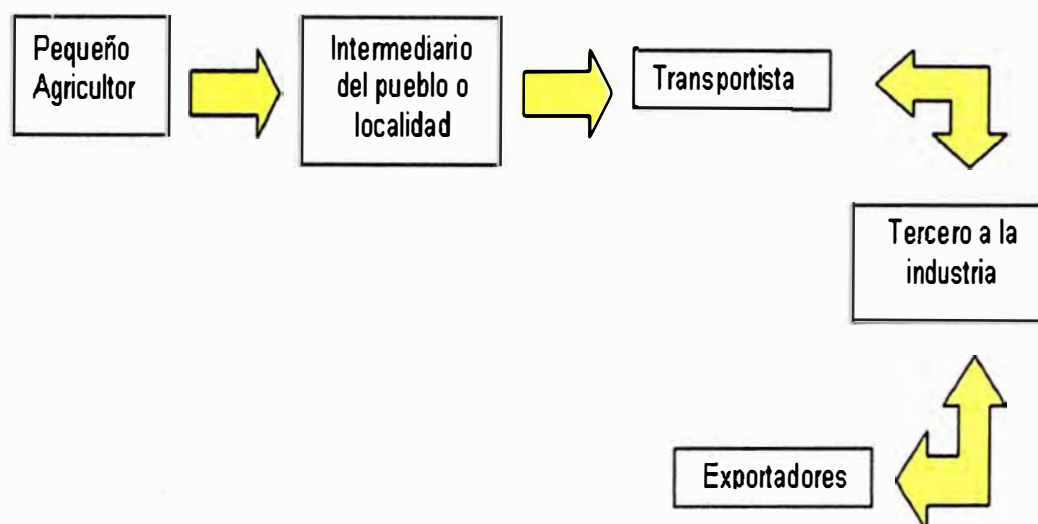 Pequeño
Agricultor
Intermediario
del pueblo o
localidad
Transportista
Tercero a la
industria
Exportadores